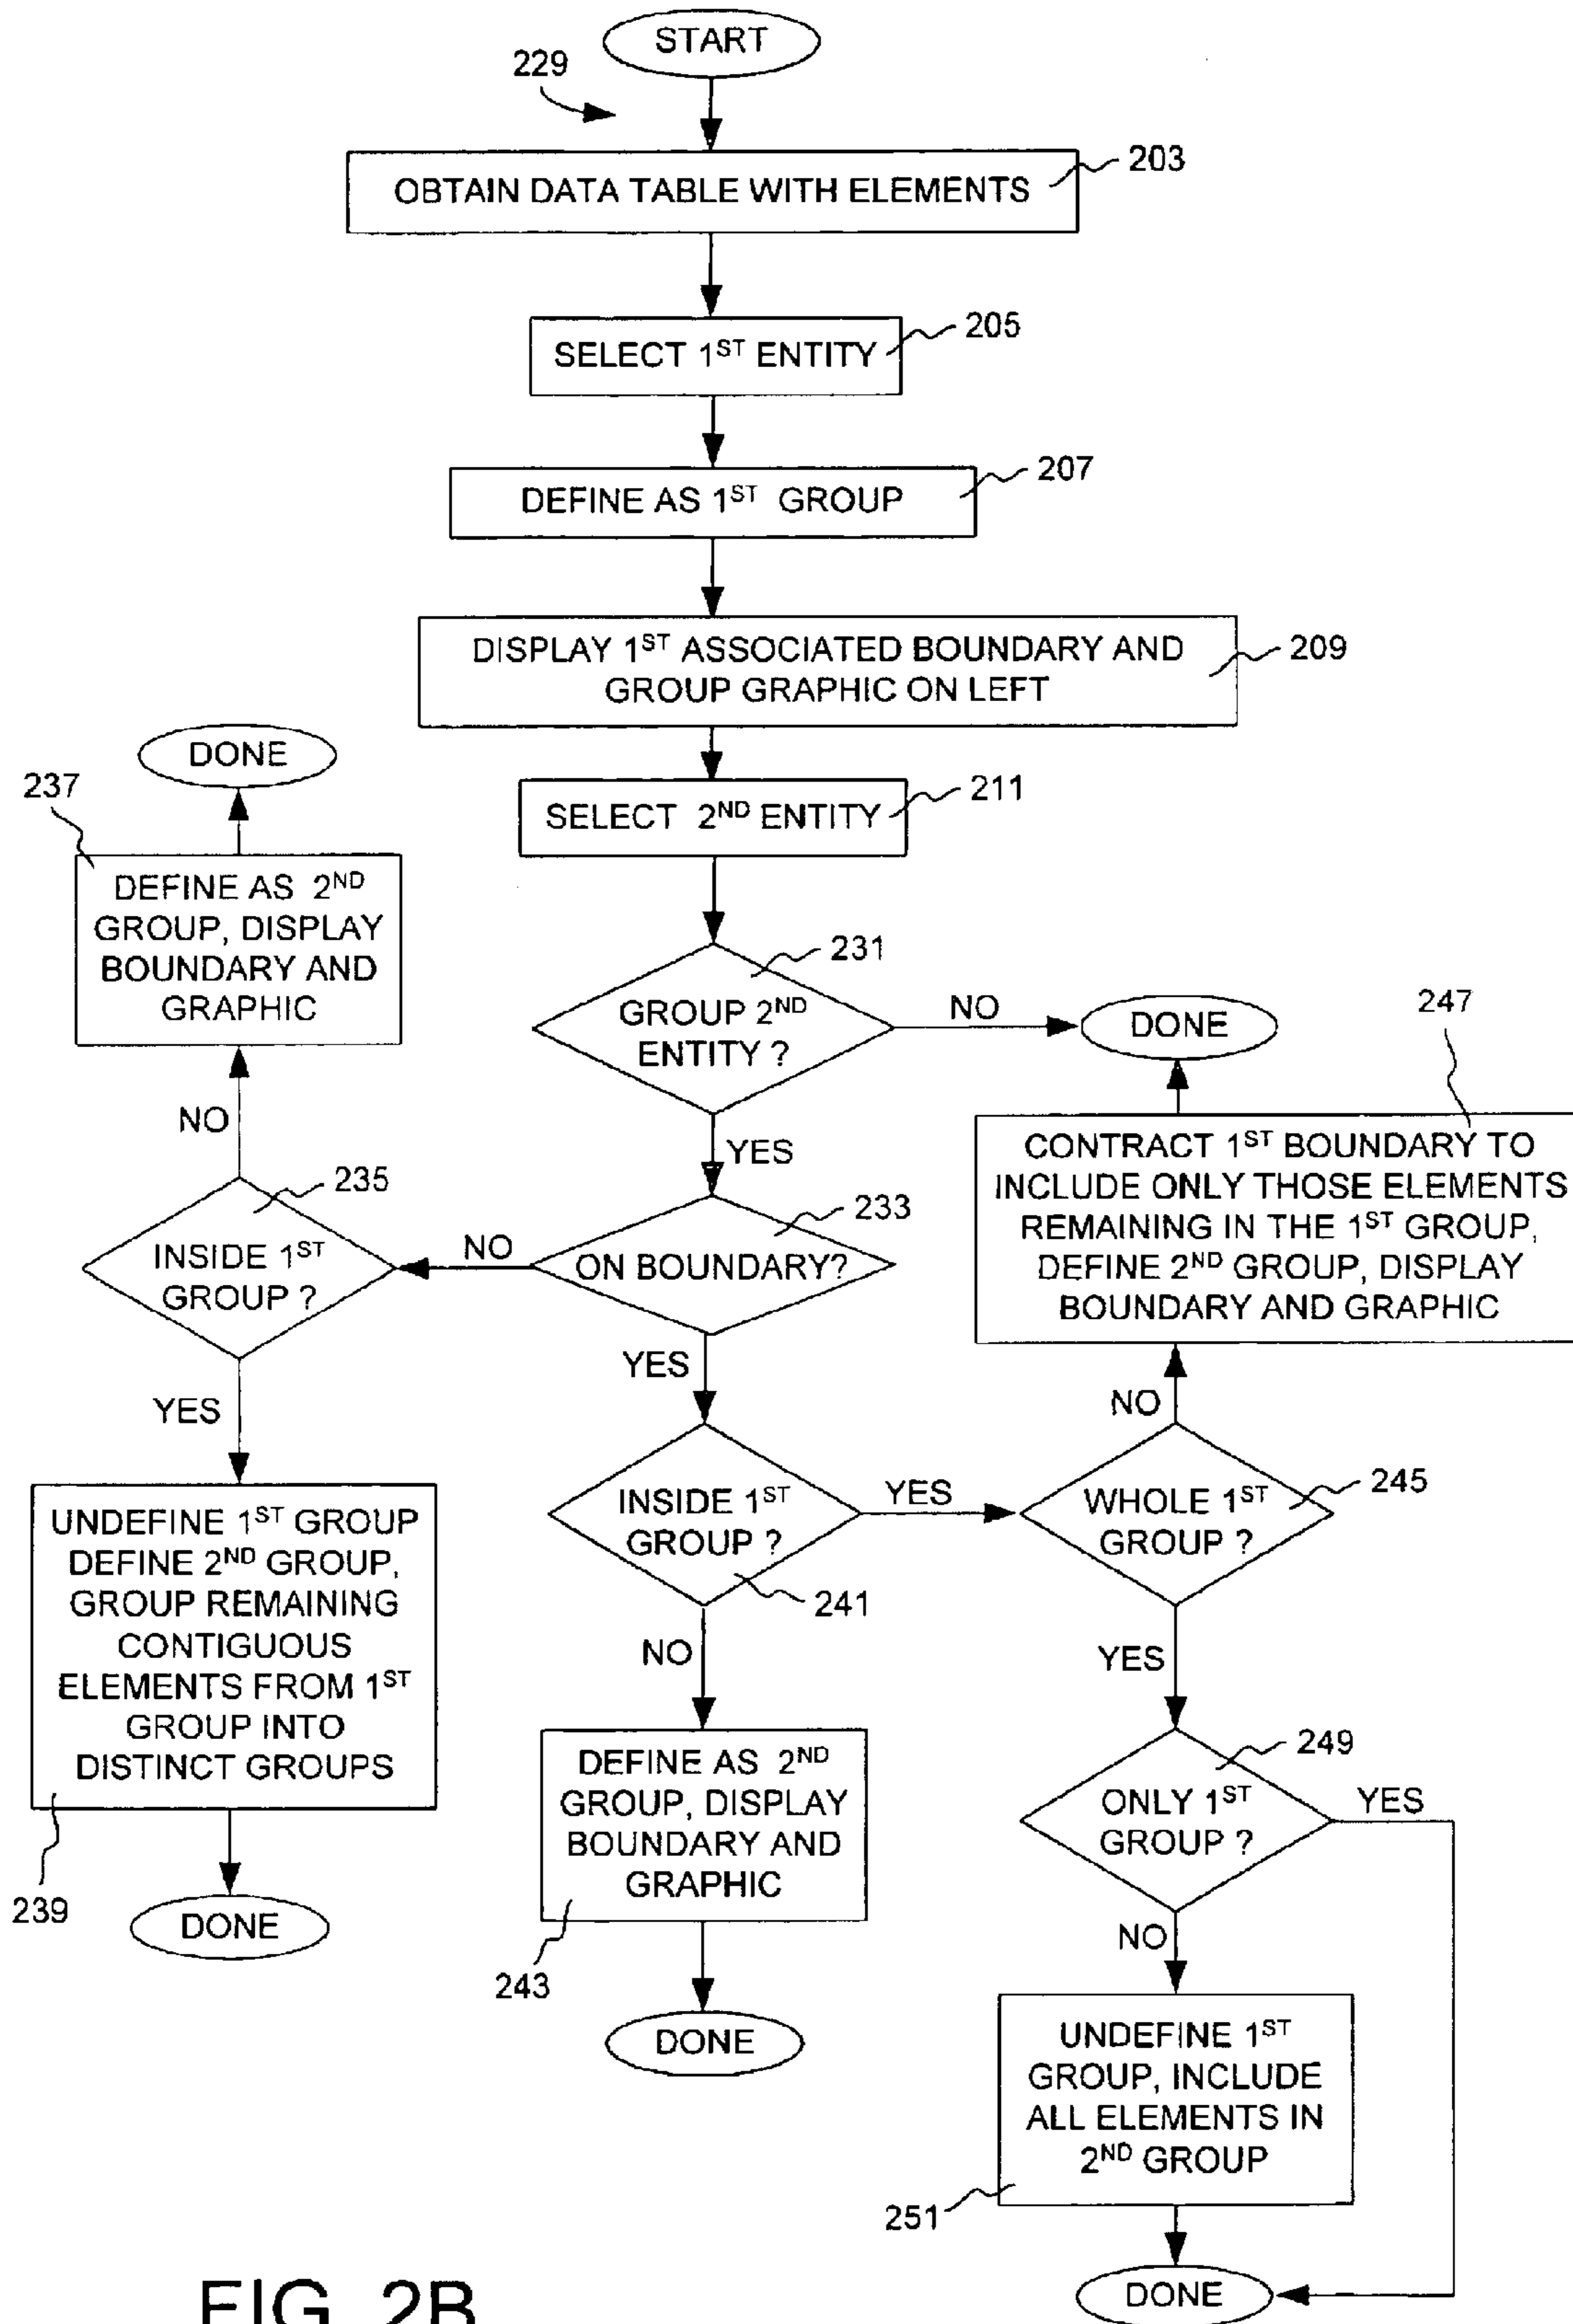 START
229
203
OBTAIN DATA TABLE WITH ELEMENTS
205
SELECT 1ST ENTITY
207
DEFINE AS 1ST GROUP
DISPLAY 1ST ASSOCIATED BOUNDARY AND
GROUP GRAPHIC ON LEFT
209
DONE
237
211
SELECT 2ND ENTITY
DEFINE AS 2ND
GROUP, DISPLAY
BOUNDARY AND
GRAPHIC
231
GROUP 2ND
ENTITY ?
NO
DONE
247
NO
YES
CONTRACT 1ST BOUNDARY TO
INCLUDE ONLY THOSE ELEMENTS
REMAINING IN THE 1ST GROUP,
DEFINE 2ND GROUP, DISPLAY
BOUNDARY AND GRAPHIC
235
INSIDE 1ST
GROUP ?
NO
233
ON BOUNDARY?
YES
YES
NO
UNDEFINE 1ST GROUP
DEFINE 2ND GROUP,
GROUP REMAINING
CONTIGUOUS
ELEMENTS FROM 1ST
GROUP INTO
DISTINCT GROUPS
239
DONE
INSIDE 1ST
GROUP ?
YES
241
WHOLE 1ST
GROUP ?
245
NO
YES
DEFINE AS 2ND
GROUP, DISPLAY
BOUNDARY AND
GRAPHIC
243
DONE
249
ONLY 1ST
GROUP ?
YES
NO
UNDEFINE 1ST
GROUP, INCLUDE
ALL ELEMENTS IN
2ND GROUP
251
DONE
FIG. 2B